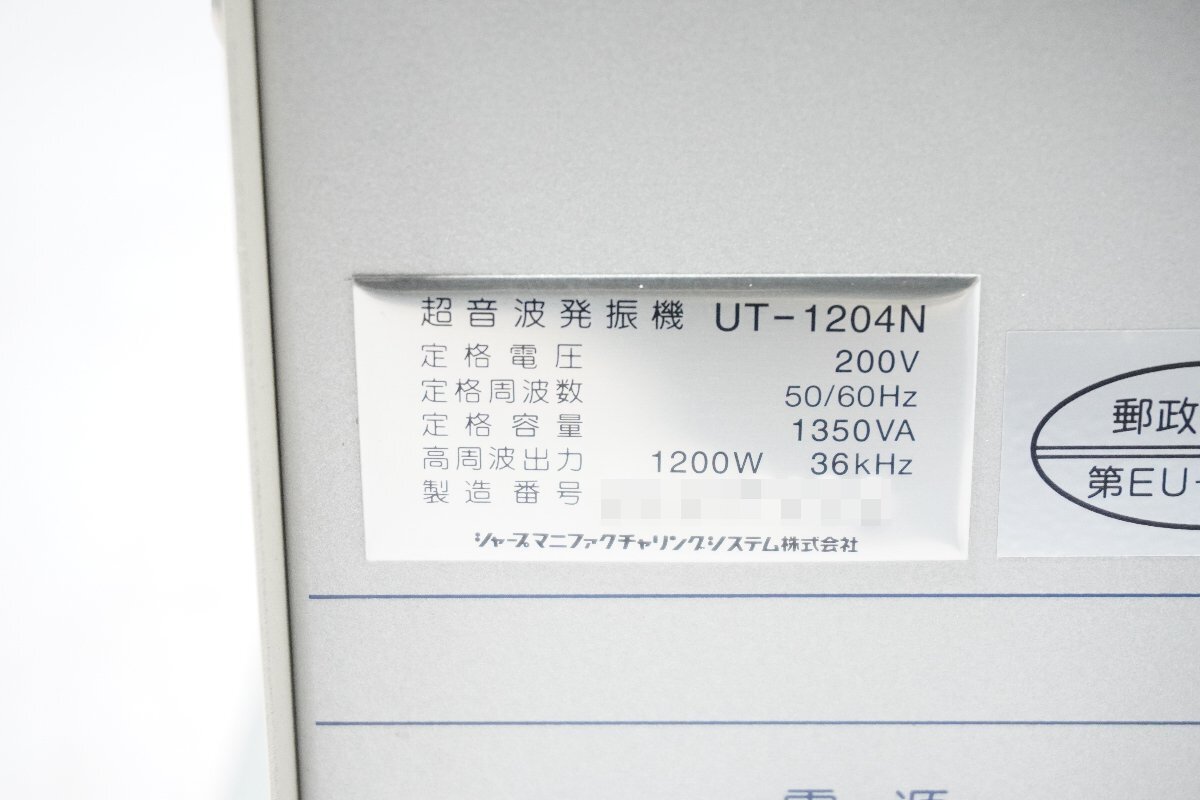 超音波発振機 UT-1204N
定格電圧 200V
定格周波数 50/60Hz
定格容量 1350VA
高周波出力 1200W 36kHz
製造番号
シャープマニファクチャリングシステム株式会社
郵政
第EU-
電源